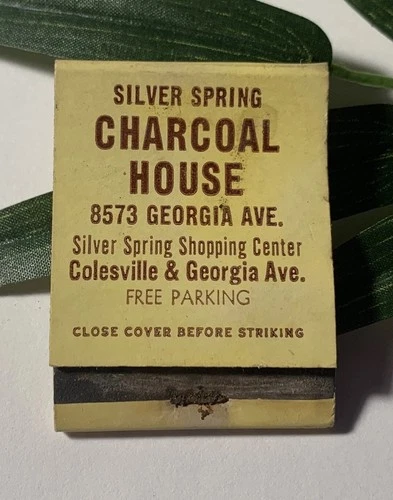 SILVER SPRING
CHARCOAL
HOUSE
8573 GEORGIA AVE.
Silver Spring Shopping Center
Colesville & Georgia Ave.
FREE PARKING
CLOSE COVER BEFORE STRIKING